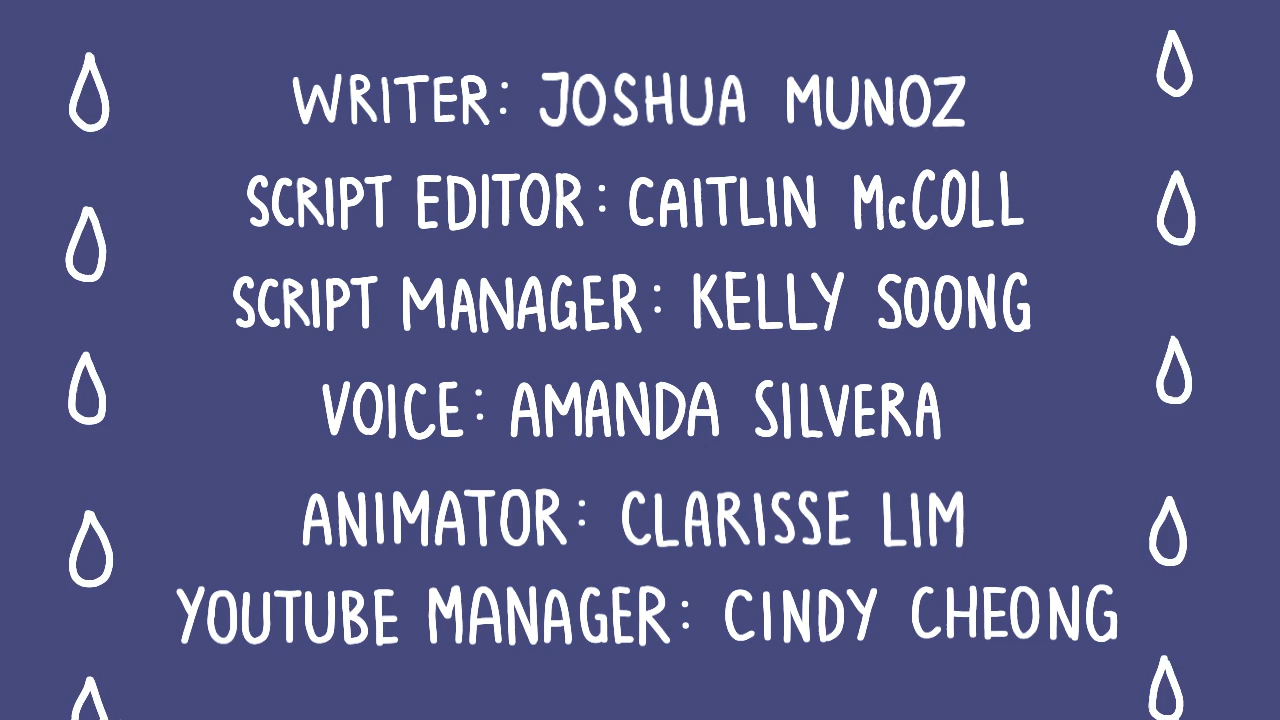 WRITER: JOSHUA MUNOZ
SCRIPT EDITOR: CAITLIN McCOLL
SCRIPT MANAGER: KELLY SOONG
VOICE: AMANDA SILVERA
ANIMATOR: CLARISSE LIM
YOUTUBE MANAGER: CINDY CHEONG